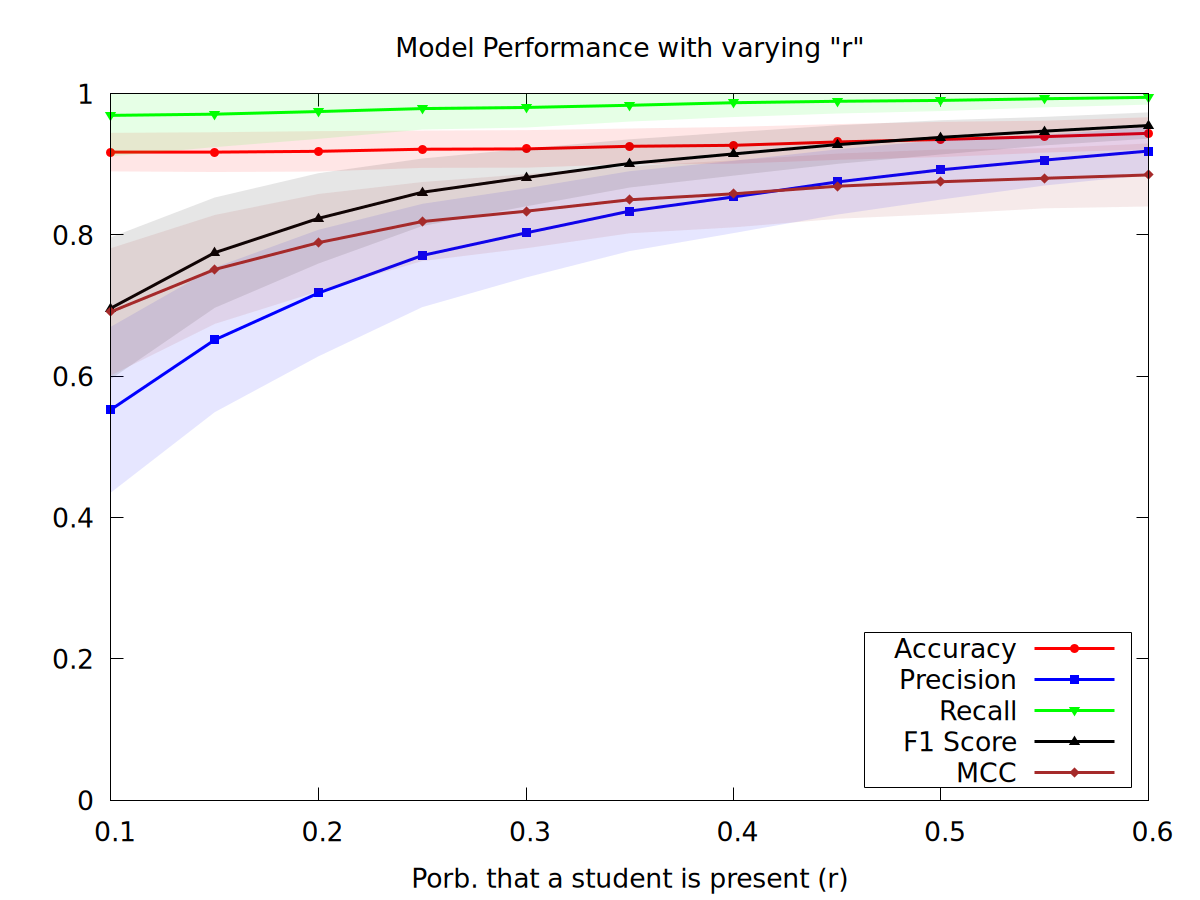 Model Performance with varying "r"
1
0.8
0.6
0.4
0.2
0
0.1 0.2 0.3 0.4 0.5 0.6
Porb. that a student is present (r)
Accuracy
Precision
Recall
F1 Score
MCC